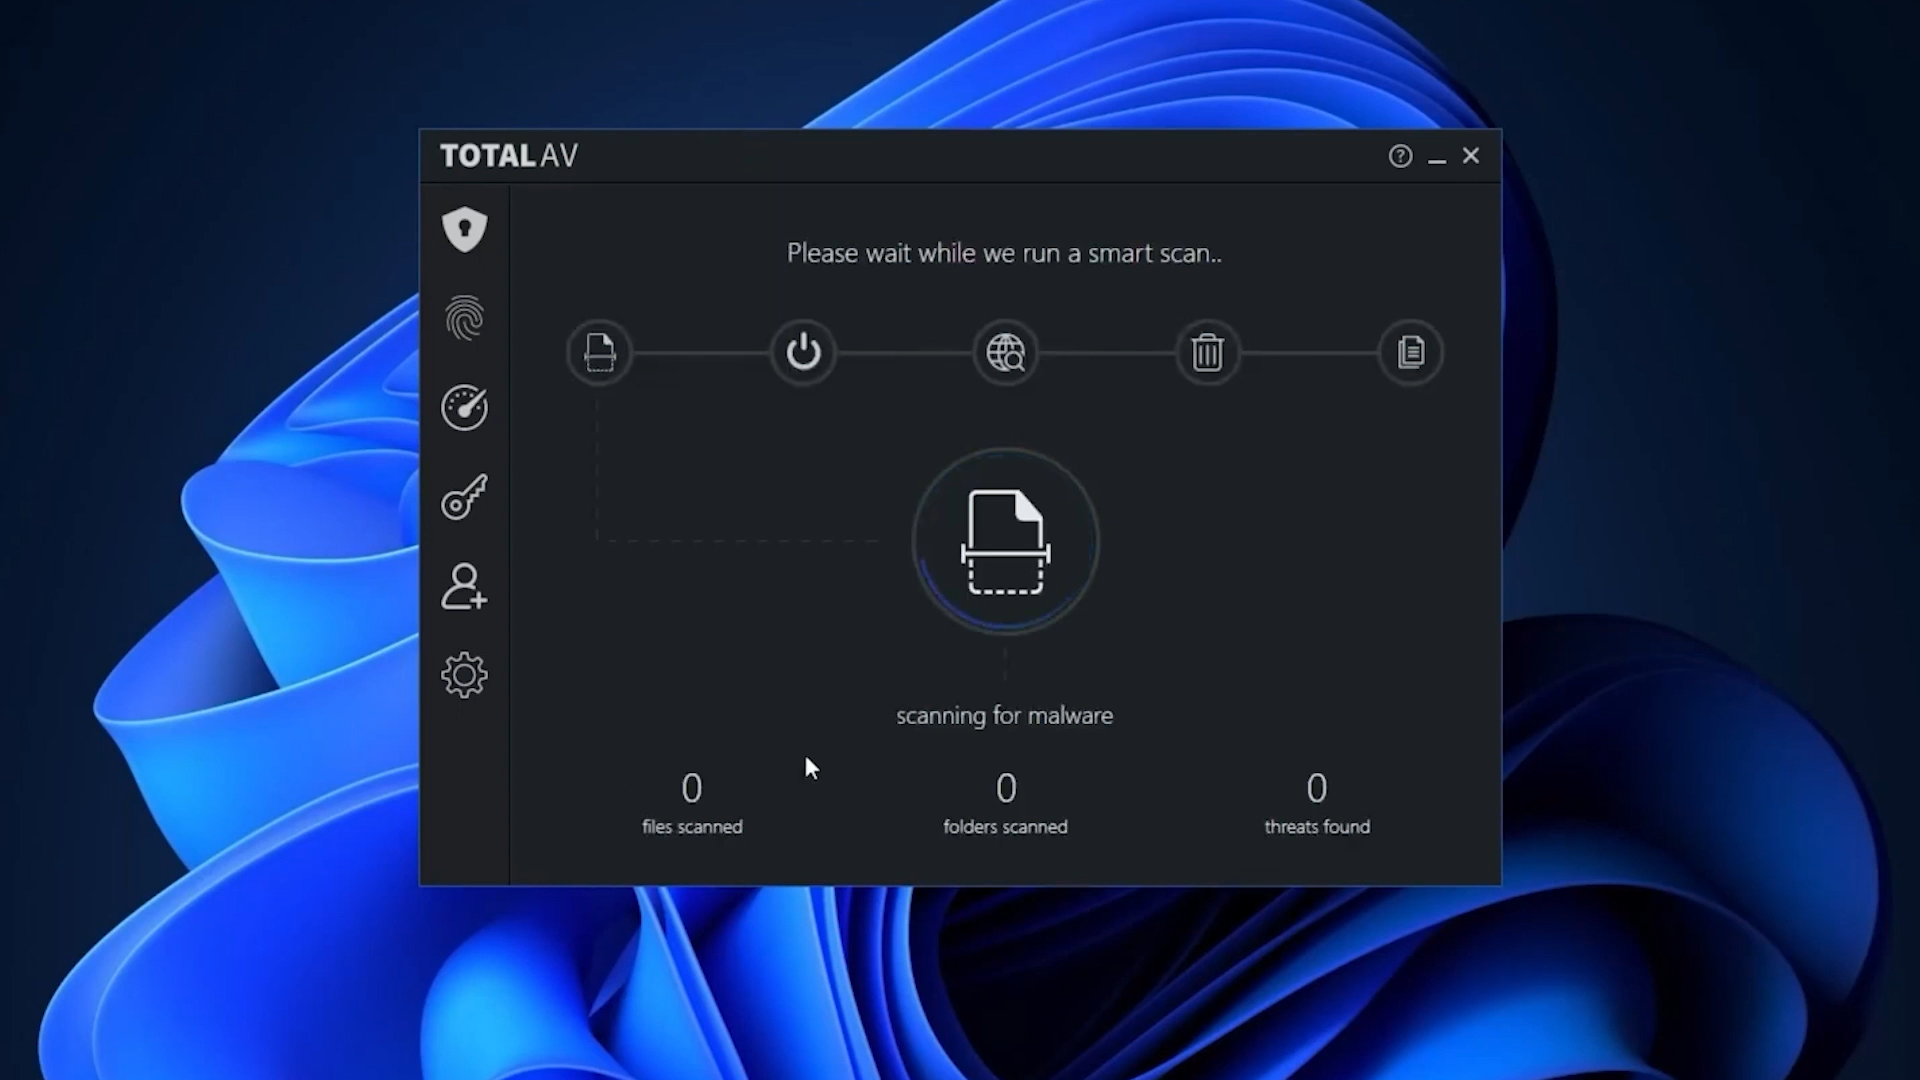 TOTAL AV
Please wait while we run a smart scan..
scanning for malware
0
files scanned
0
folders scanned
0
threats found